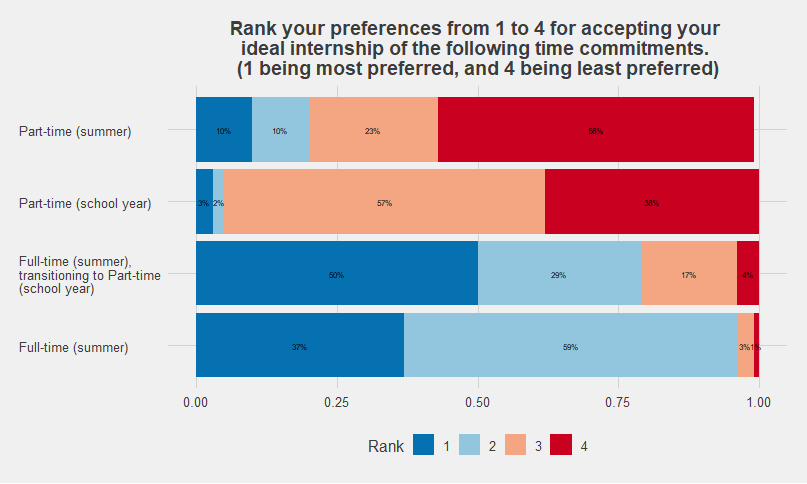 Rank your preferences from 1 to 4 for accepting your
ideal internship of the following time commitments.
(1 being most preferred, and 4 being least preferred)
Part-time (summer)
10% 10% 23% 56%
Part-time (school year)
3% 2% 57% 38%
Full-time (summer),
transitioning to Part-time
(school year)
50% 29% 17% 4%
Full-time (summer)
37% 59% 3% 1%
0.00 0.25 0.50 0.75 1.00
Rank 1 2 3 4